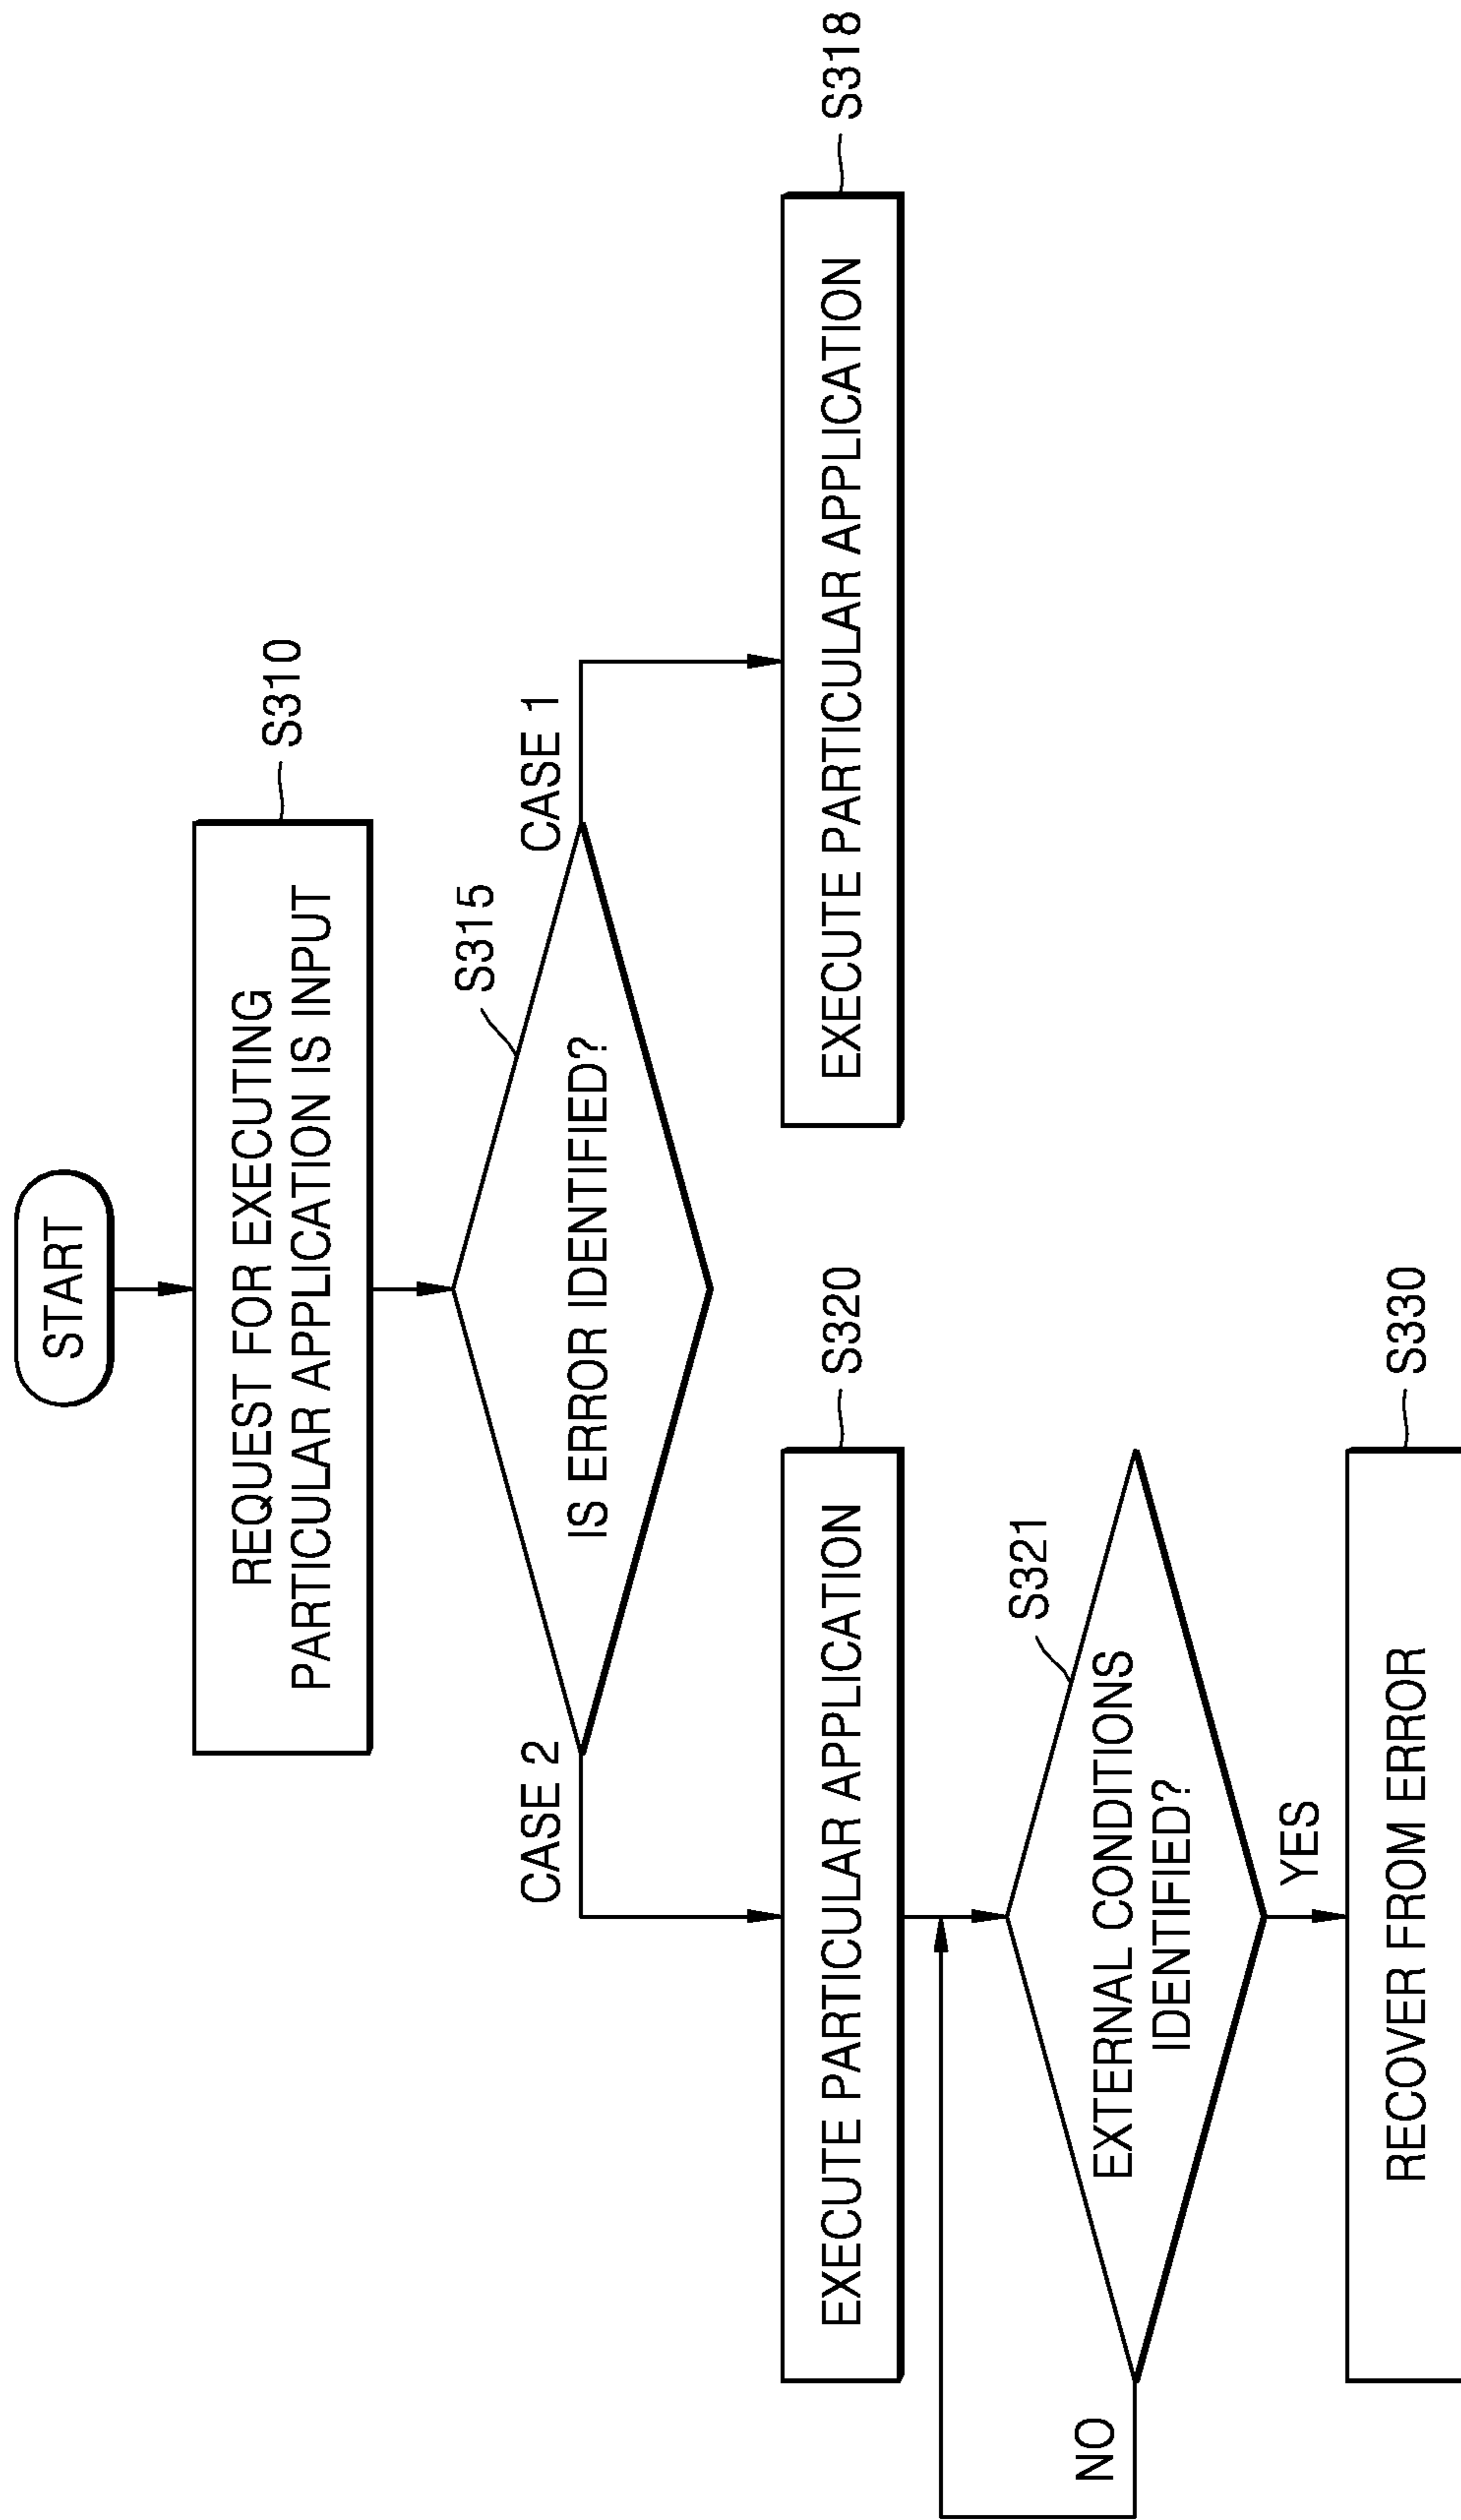 START
REQUEST FOR EXECUTING
PARTICULAR APPLICATION IS INPUT
S310
S315
IS ERROR IDENTIFIED?
CASE 2
CASE 1
EXECUTE PARTICULAR APPLICATION
S320
EXECUTE PARTICULAR APPLICATION
S318
S321
EXTERNAL CONDITIONS
IDENTIFIED?
NO
YES
RECOVER FROM ERROR
S330